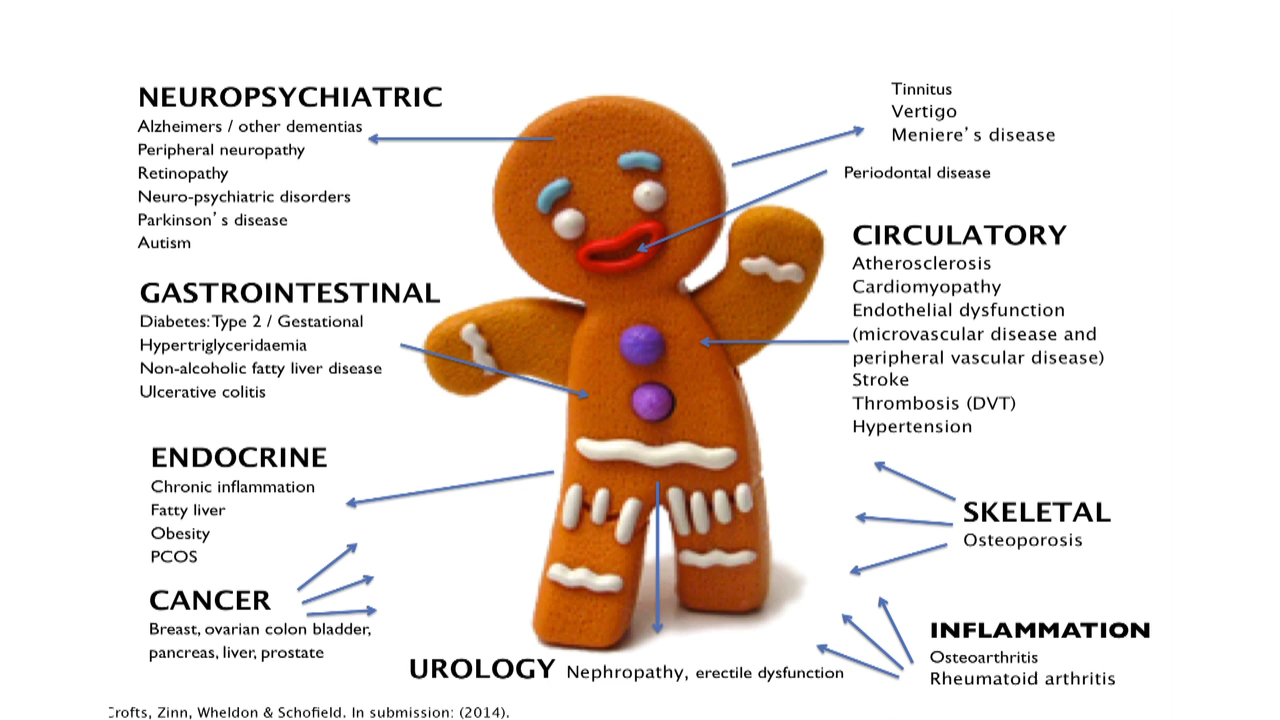 NEUROPSYCHIATRIC
Alzheimers / other dementias
Peripheral neuropathy
Retinopathy
Neuro-psychiatric disorders
Parkinson's disease
Autism
GASTROINTESTINAL
Diabetes: Type 2 / Gestational
Hypertriglyceridaemia
Non-alcoholic fatty liver disease
Ulcerative colitis
ENDOCRINE
Chronic inflammation
Fatty liver
Obesity
PCOS
CANCER
Breast, ovarian colon bladder,
pancreas, liver, prostate
Tinnitus
Vertigo
Meniere's disease
Periodontal disease
CIRCULATORY
Atherosclerosis
Cardiomyopathy
Endothelial dysfunction
(microvascular disease and
peripheral vascular disease)
Stroke
Thrombosis (DVT)
Hypertension
SKELETAL
Osteoporosis
INFLAMMATION
Osteoarthritis
Rheumatoid arthritis
UROLOGY Nephropathy, erectile dysfunction
Crofts, Zinn, Wheldon & Schofield. In submission: (2014).